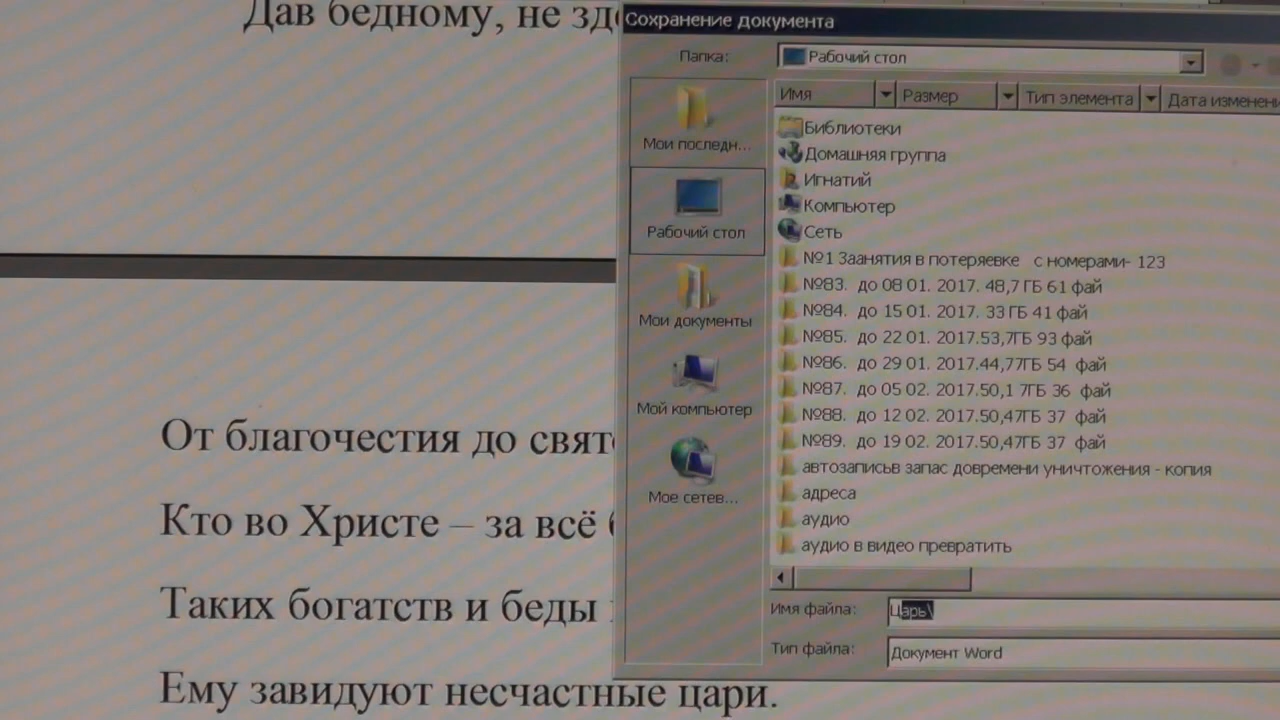 Дав бедному, не зд
Сохранение документа
Папка: Рабочий стол
Имя Размер Тип элемента Дата изменени
Мои последн...
Рабочий стол
Мои документы
Мой компьютер
Мое сетев...
Библиотеки
Домашняя группа
Игнатий
Компьютер
Сеть
№1 Заанятия в потеряевке с номерами- 123
№83. до 08 01. 2017. 48,7 ГБ 61 фай
№84. до 15 01. 2017. 33 ГБ 41 фай
№85. до 22 01. 2017.53,7ГБ 93 фай
№86. до 29 01. 2017.44,77ГБ 54 фай
№87. до 05 02. 2017.50,1 7ГБ 36 фай
№88. до 12 02. 2017.50,47ГБ 37 фай
№89. до 19 02. 2017.50,47ГБ 37 фай
автозаписьв запас довремени уничтожения - копия
адреса
аудио
аудио в видео превратить
Имя файла: Царь\
Тип файла: Документ Word
От благочестия до свят
Кто во Христе – за всё
Таких богатств и беды
Ему завидуют несчастные цари.